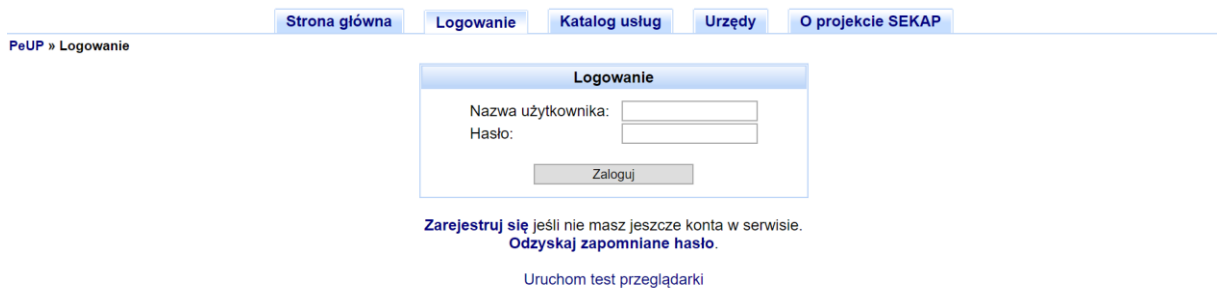 Strona główna Logowanie Katalog usług Urzędy O projekcie SEKAP
PeUP » Logowanie
Logowanie
Nazwa użytkownika:
Hasło:
Zaloguj
Zarejestruj się jeśli nie masz jeszcze konta w serwisie.
Odzyskaj zapomniane hasło.
Uruchom test przeglądarki